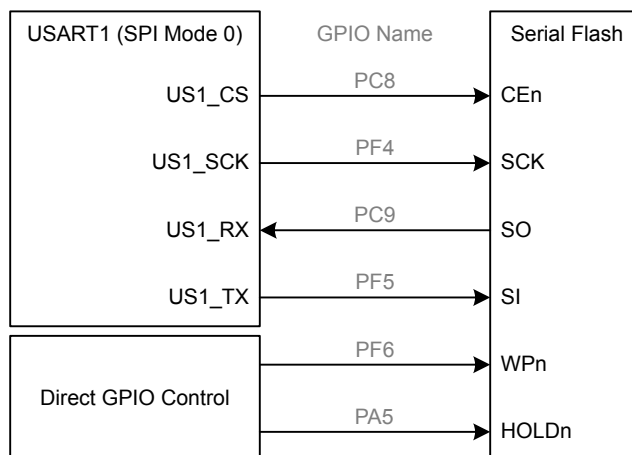 USART1 (SPI Mode 0) GPIO Name Serial Flash
US1_CS PC8 CEn
US1_SCK PF4 SCK
US1_RX PC9 SO
US1_TX PF5 SI
PF6 WPn
Direct GPIO Control
PA5 HOLDn